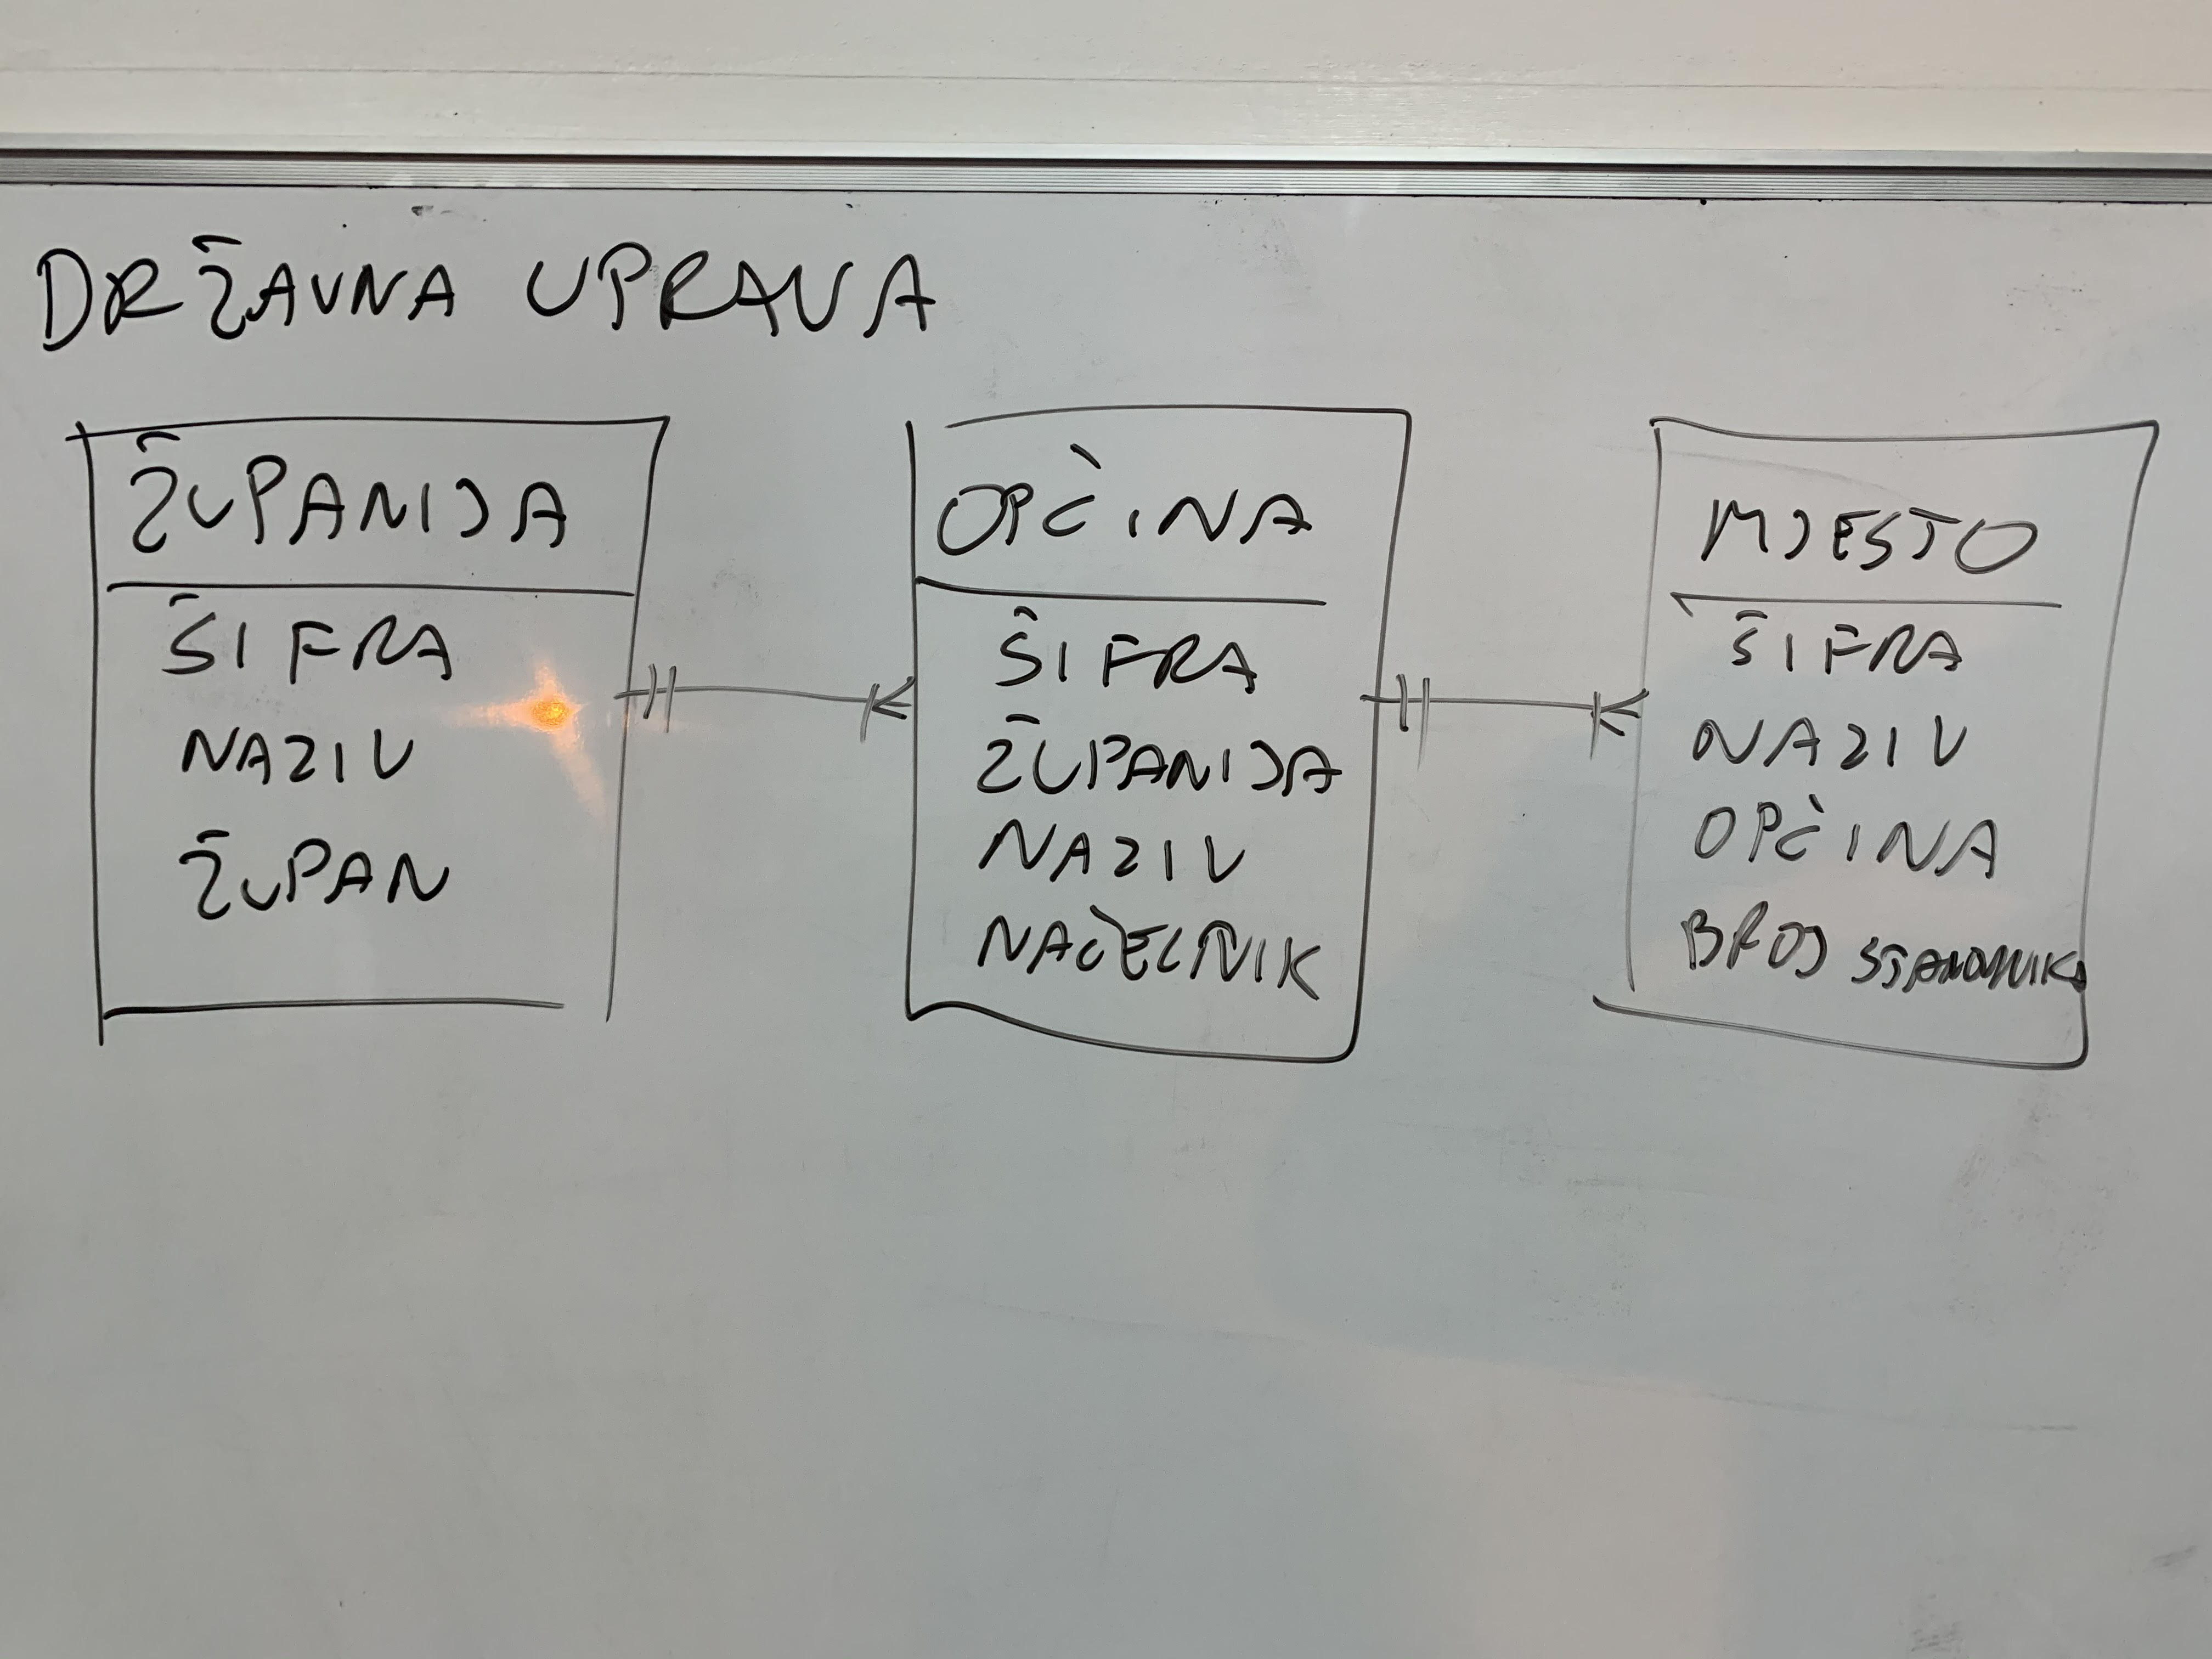 DRŽAVNA UPRAVA
ŽUPANIJA
ŠIFRA
NAZIV
ŽUPAN
OPĆINA
ŠIFRA
ŽUPANIJA
NAZIV
NAČELNIK
MJESTO
ŠIFRA
NAZIV
OPĆINA
BROJ STANOVNIKA